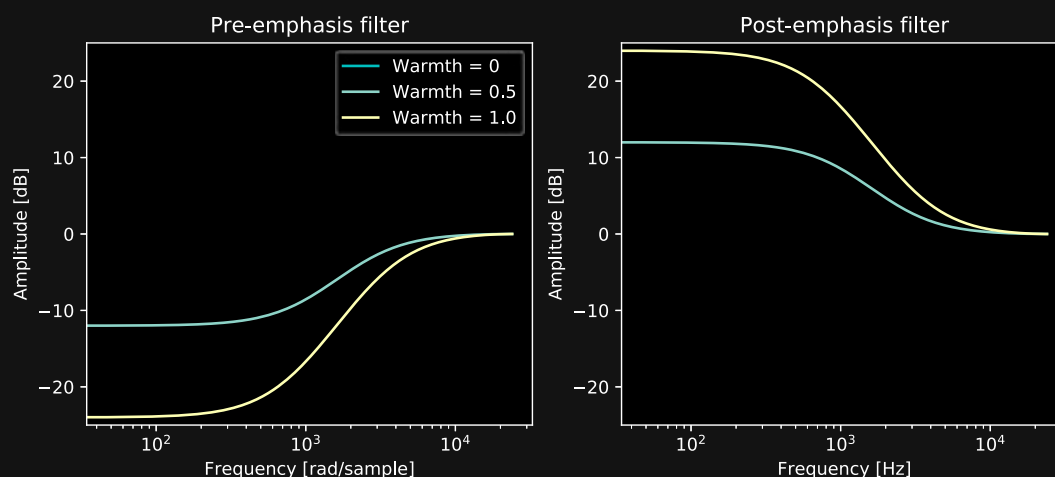 Pre-emphasis filter
Warmth = 0
Warmth = 0.5
Warmth = 1.0
20
10
0
−10
−20
Amplitude [dB]
10²
10³
10⁴
Frequency [rad/sample]
Post-emphasis filter
20
10
0
−10
−20
Amplitude [dB]
10²
10³
10⁴
Frequency [Hz]